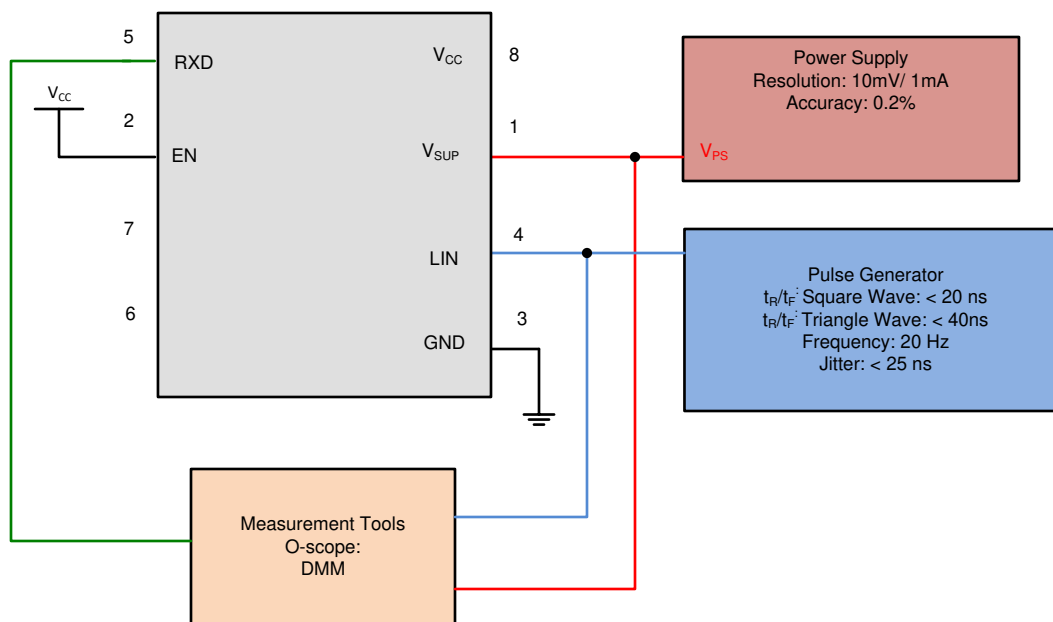 5
RXD
VCC
2
EN
7
6
VCC
8
1
VSUP
4
LIN
3
GND
Power Supply
Resolution: 10mV/ 1mA
Accuracy: 0.2%
VPS
Pulse Generator
tR/tF: Square Wave: < 20 ns
tR/tF: Triangle Wave: < 40ns
Frequency: 20 Hz
Jitter: < 25 ns
Measurement Tools
O-scope:
DMM